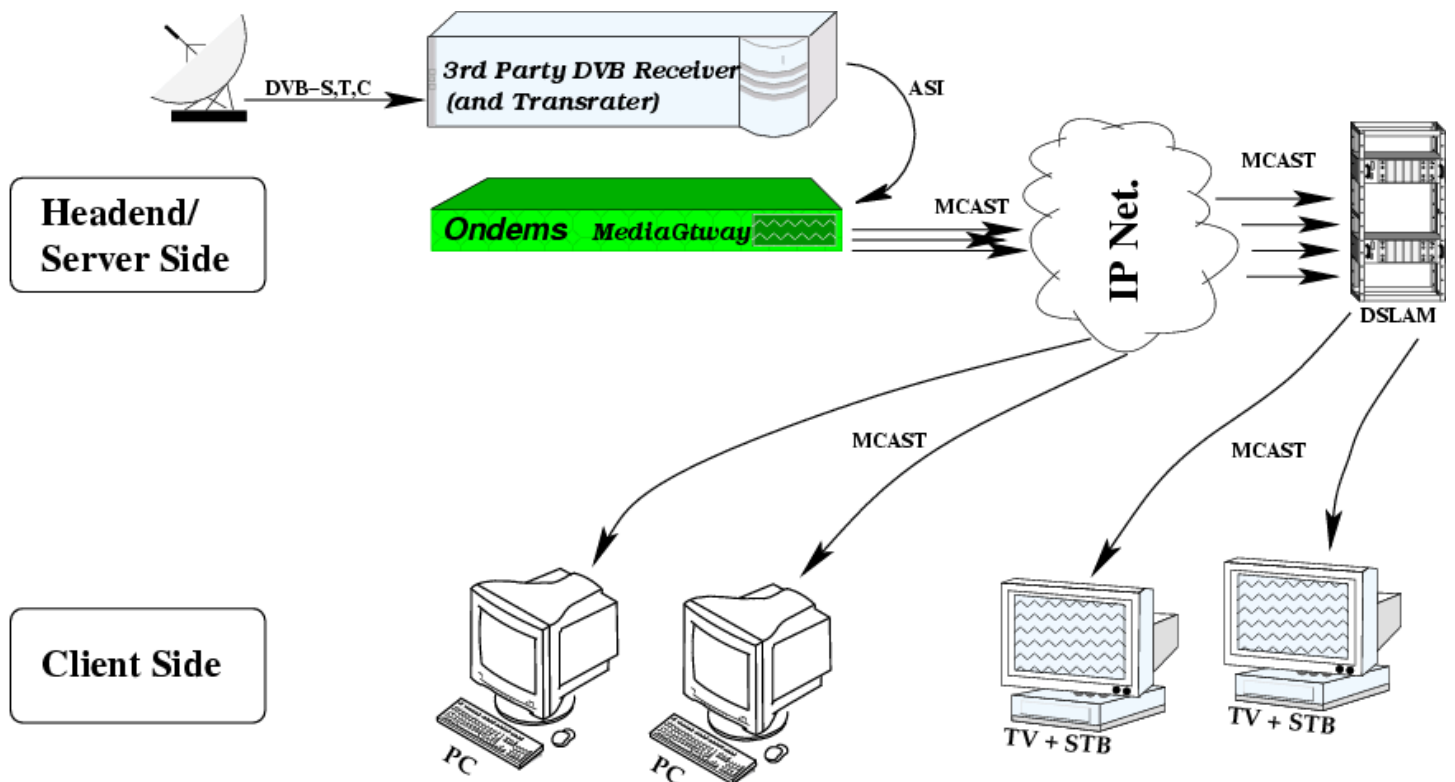 DVB-S,T,C
3rd Party DVB Receiver
(and Transrater)
ASI
Headend/
Server Side
Ondems MediaGtway
MCAST
IP Net.
MCAST
DSLAM
MCAST
MCAST
Client Side
PC
PC
TV + STB
TV + STB